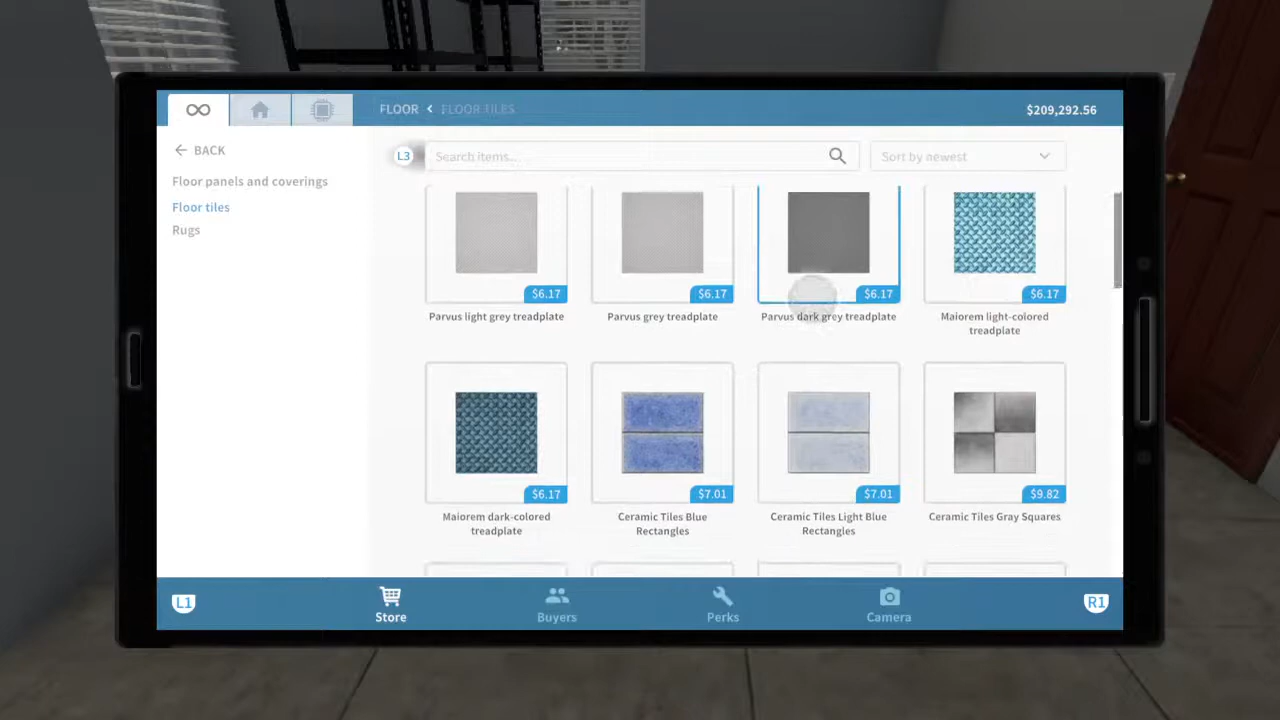 FLOOR < FLOOR TILES
$209,292.56
BACK
L3
Search items...
Sort by newest
Floor panels and coverings
Floor tiles
Rugs
$6.17
$6.17
$6.17
$6.17
Parvus light grey treadplate
Parvus grey treadplate
Parvus dark grey treadplate
Maiorem light-colored
treadplate
$6.17
$7.01
$7.01
$9.82
Maiorem dark-colored
treadplate
Ceramic Tiles Blue
Rectangles
Ceramic Tiles Light Blue
Rectangles
Ceramic Tiles Gray Squares
L1
Store
Buyers
Perks
Camera
R1